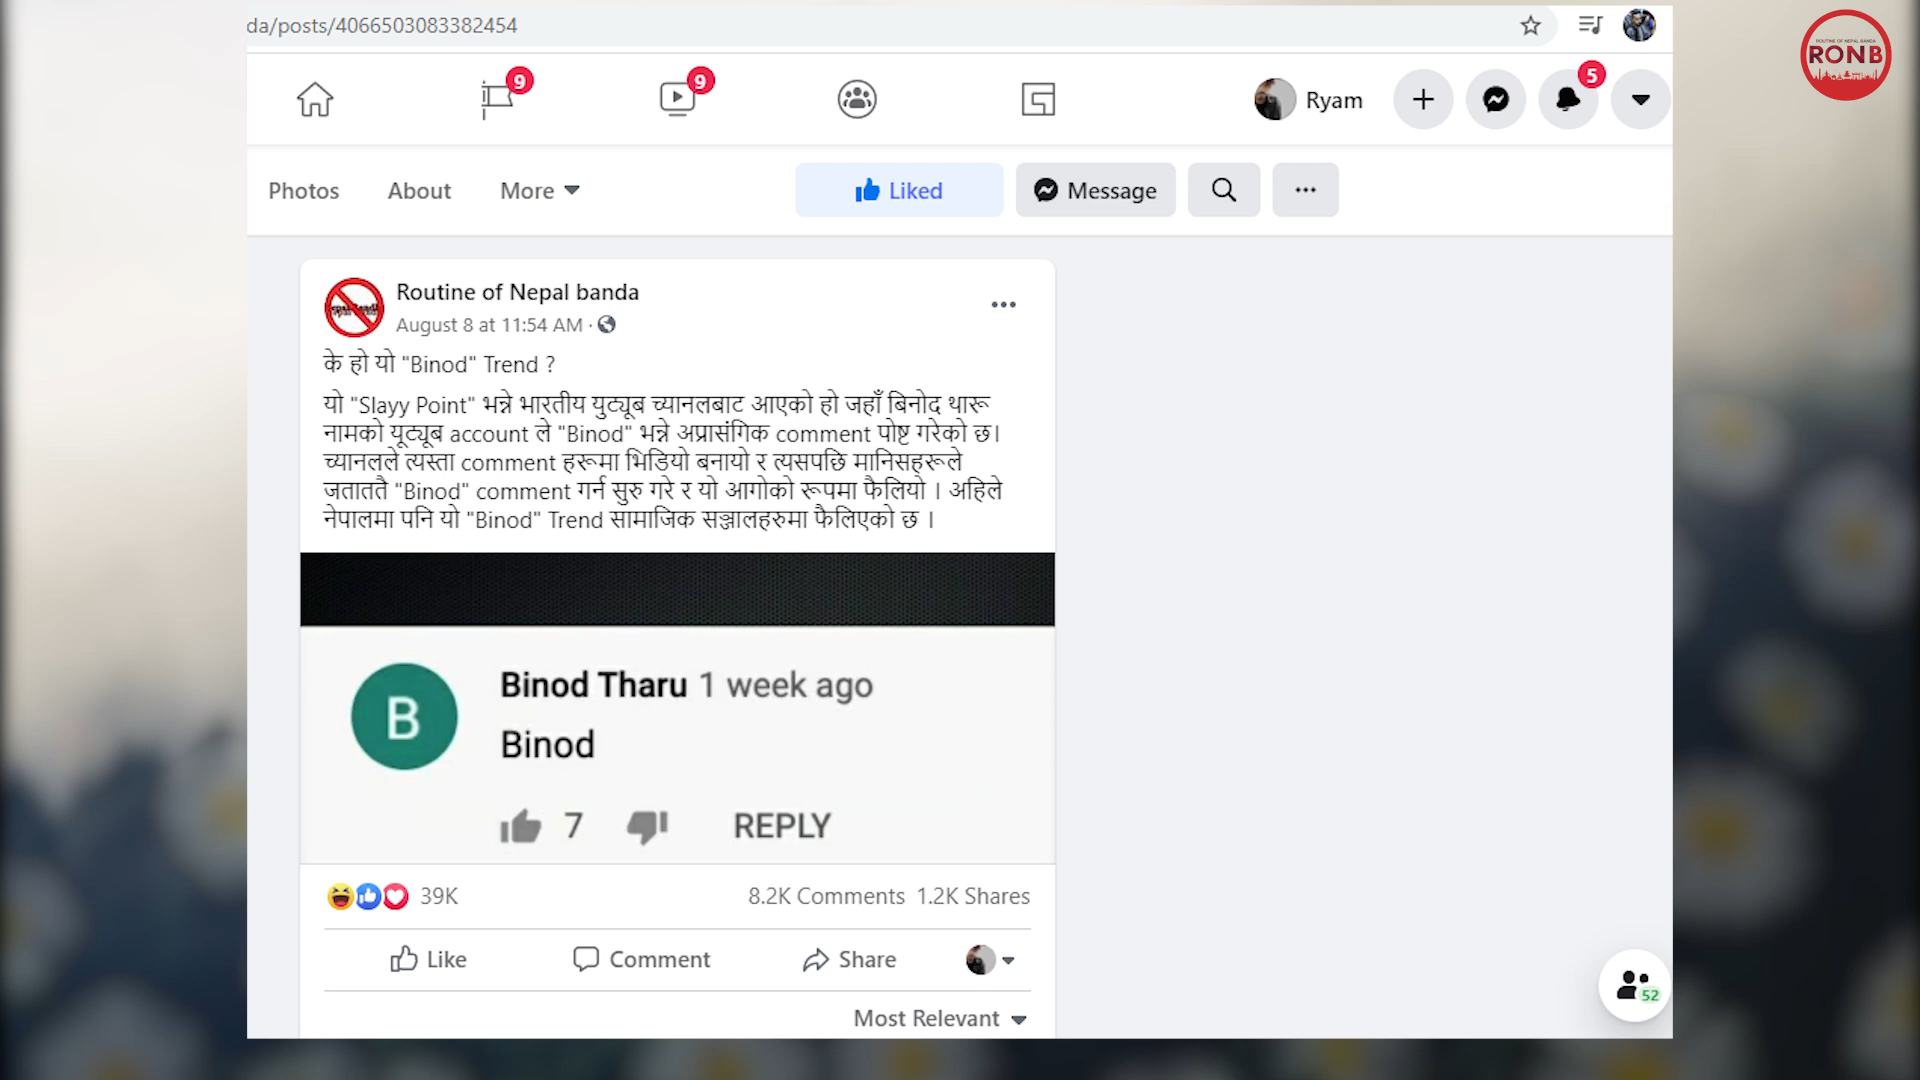 da/posts/4066503083382454
RONB
9
9
Ryam
5
Photos
About
More
Liked
Message
Routine of Nepal banda
August 8 at 11:54 AM ·
के हो यो "Binod" Trend ?
यो "Slayy Point" भन्ने भारतीय युट्यूब च्यानलबाट आएको हो जहाँ बिनोद थारू
नामको यूट्यूब account ले "Binod" भन्ने अप्रासंगिक comment पोष्ट गरेको छ।
च्यानलले त्यस्ता comment हरूमा भिडियो बनायो र त्यसपछि मानिसहरूले
जताततै "Binod" comment गर्न सुरु गरे र यो आगोको रूपमा फैलियो । अहिले
नेपालमा पनि यो "Binod" Trend सामाजिक सञ्जालहरुमा फैलिएको छ ।
B
Binod Tharu 1 week ago
Binod
7
REPLY
39K
8.2K Comments 1.2K Shares
Like
Comment
Share
Most Relevant
52